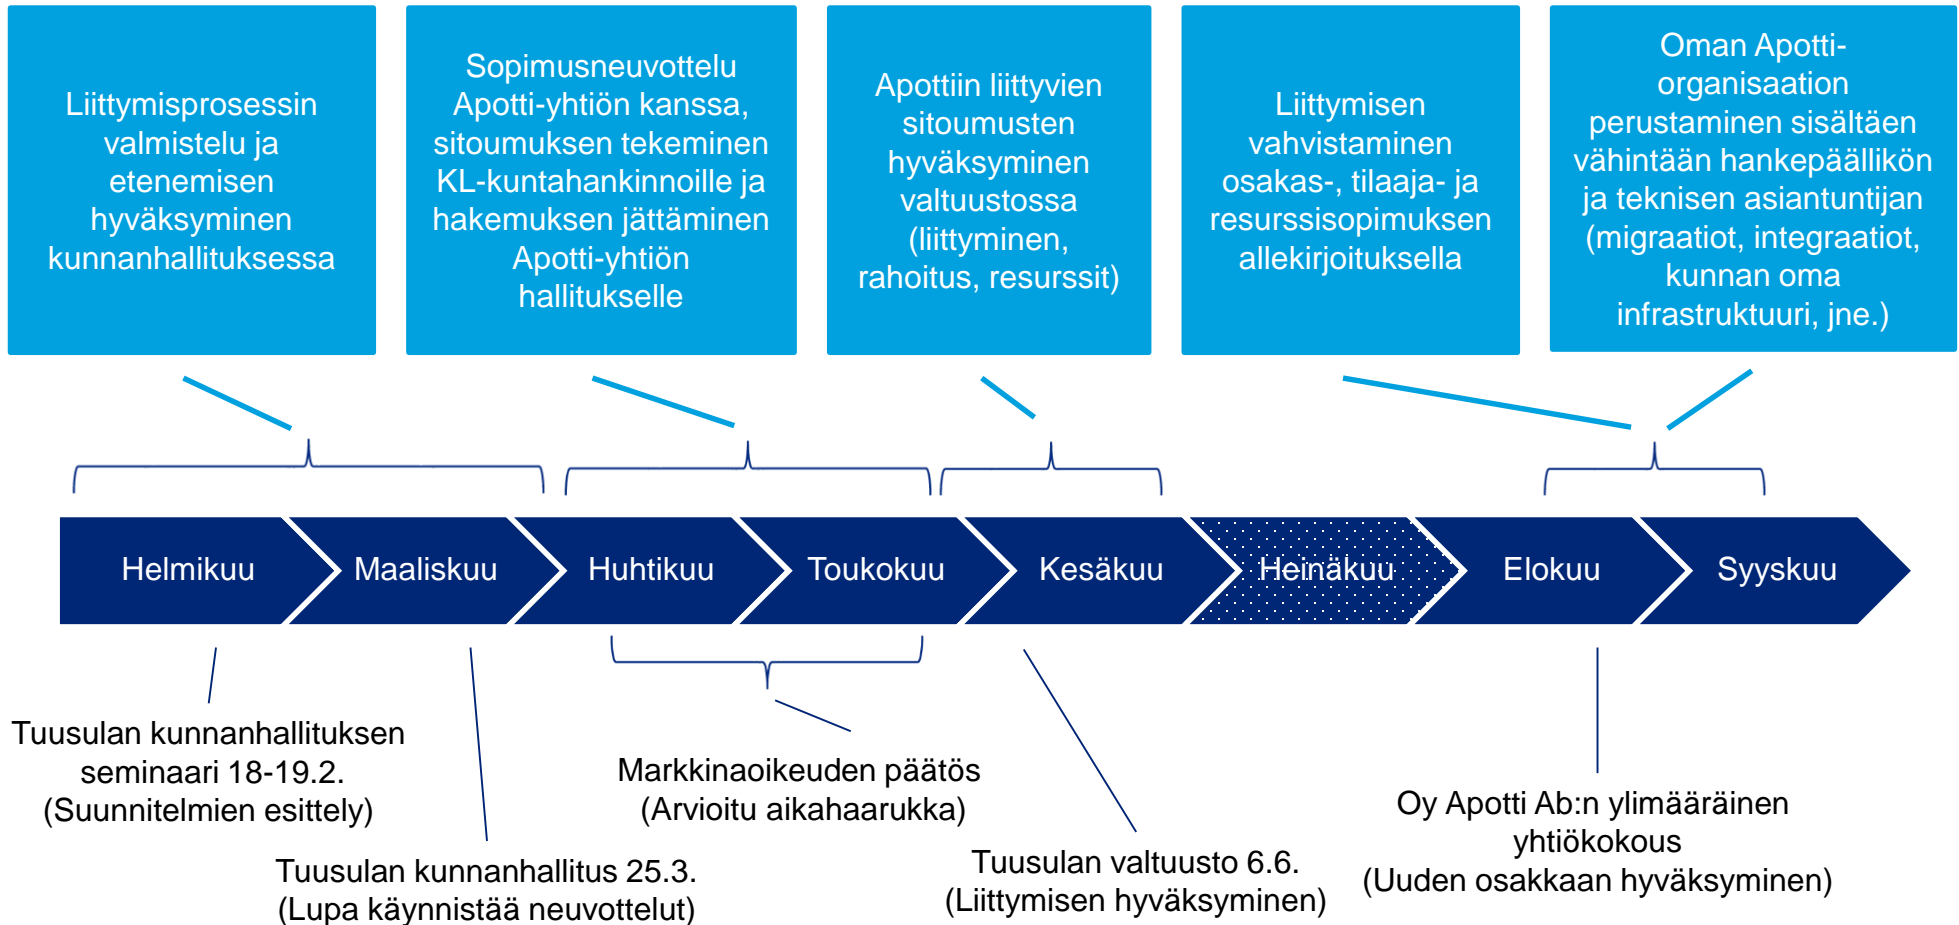 Liittymisprosessin
valmistelu ja
etenemisen
hyväksyminen
kunnanhallituksessa
Sopimusneuvottelu
Apotti-yhtiön kanssa,
sitoumuksen tekeminen
KL-kuntahankinnoille ja
hakemuksen jättäminen
Apotti-yhtiön
hallitukselle
Apottiin liittyvien
sitoumusten
hyväksyminen
valtuustossa
(liittyminen,
rahoitus, resurssit)
Liittymisen
vahvistaminen
osakas-, tilaaja- ja
resurssisopimuksen
allekirjoituksella
Oman Apotti-
organisaation
perustaminen sisältäen
vähintään hankepäällikön
ja teknisen asiantuntijan
(migraatiot, integraatiot,
kunnan oma
infrastruktuuri, jne.)
Helmikuu
Maaliskuu
Huhtikuu
Toukokuu
Kesäkuu
Heinäkuu
Elokuu
Syyskuu
Tuusulan kunnanhallituksen
seminaari 18-19.2.
(Suunnitelmien esittely)
Tuusulan kunnanhallitus 25.3.
(Lupa käynnistää neuvottelut)
Markkinaoikeuden päätös
(Arvioitu aikahaarukka)
Tuusulan valtuusto 6.6.
(Liittymisen hyväksyminen)
Oy Apotti Ab:n ylimääräinen
yhtiökokous
(Uuden osakkaan hyväksyminen)